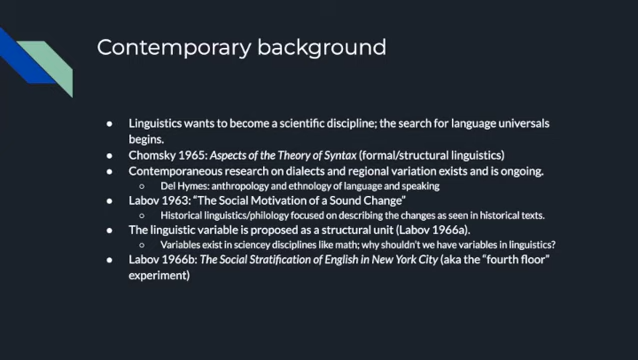 Contemporary background
● Linguistics wants to become a scientific discipline; the search for language universals
begins.
● Chomsky 1965: Aspects of the Theory of Syntax (formal/structural linguistics)
● Contemporaneous research on dialects and regional variation exists and is ongoing.
○ Del Hymes: anthropology and ethnology of language and speaking
● Labov 1963: “The Social Motivation of a Sound Change”
○ Historical linguistics/philology focused on describing the changes as seen in historical texts.
● The linguistic variable is proposed as a structural unit (Labov 1966a).
○ Variables exist in sciencey disciplines like math; why shouldn't we have variables in linguistics?
● Labov 1966b: The Social Stratification of English in New York City (aka the “fourth floor”
experiment)